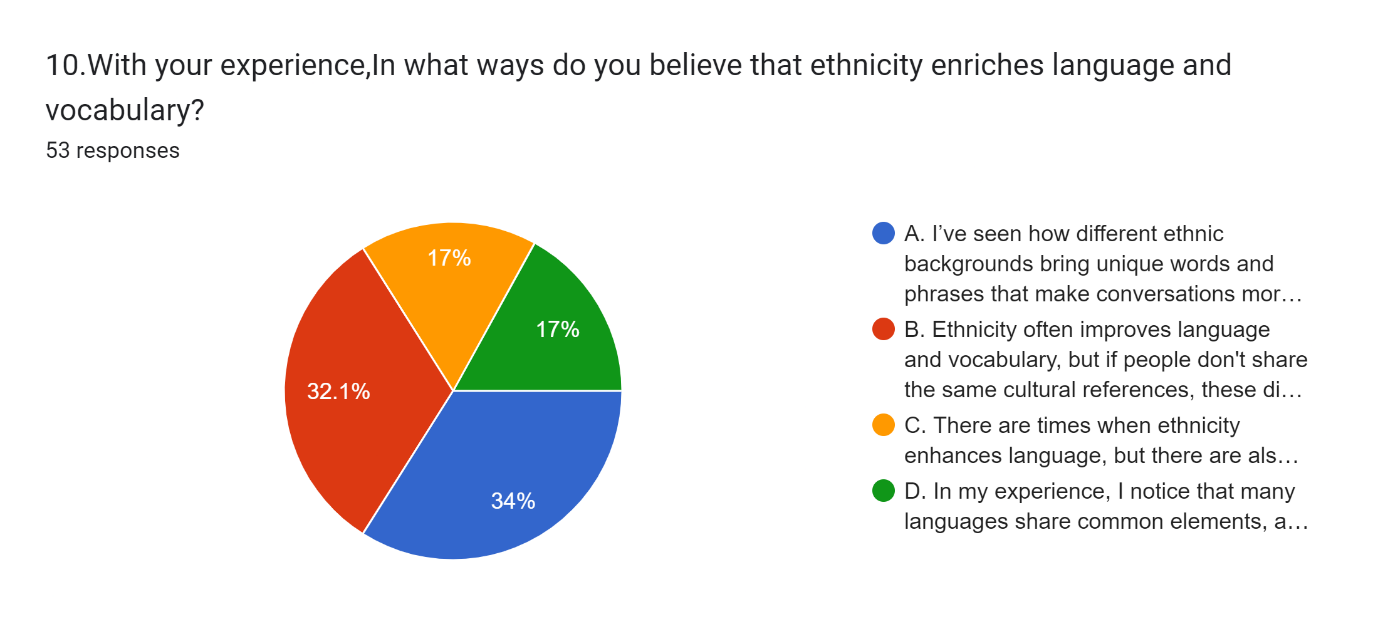 10.With your experience,In what ways do you believe that ethnicity enriches language and
vocabulary?
53 responses
17%
17%
32.1%
34%
A. I’ve seen how different ethnic
backgrounds bring unique words and
phrases that make conversations mor…
B. Ethnicity often improves language
and vocabulary, but if people don't share
the same cultural references, these di…
C. There are times when ethnicity
enhances language, but there are als…
D. In my experience, I notice that many
languages share common elements, a…